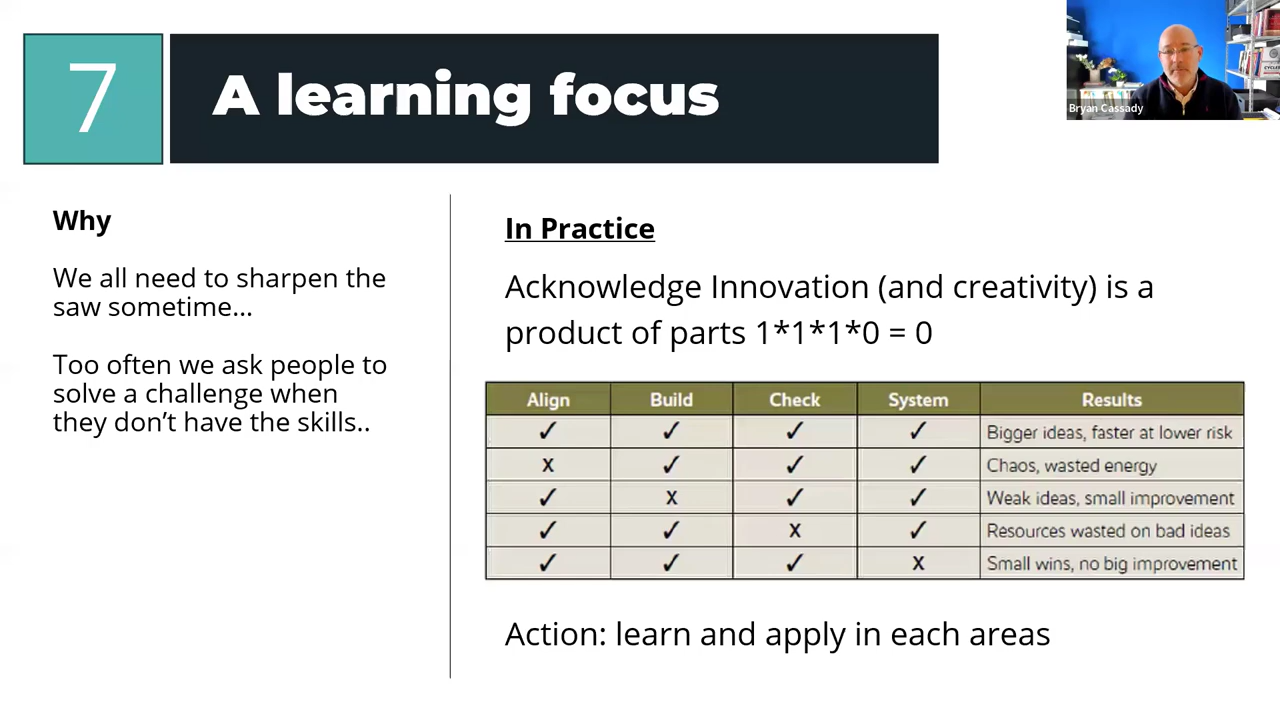 7
A learning focus
Bryan Cassady
Why
We all need to sharpen the
saw sometime...
Too often we ask people to
solve a challenge when
they don’t have the skills..
In Practice
Acknowledge Innovation (and creativity) is a
product of parts 1*1*1*0 = 0
Align Build Check System Results
✓ ✓ ✓ ✓ Bigger ideas, faster at lower risk
X ✓ ✓ ✓ Chaos, wasted energy
✓ X ✓ ✓ Weak ideas, small improvement
✓ ✓ X ✓ Resources wasted on bad ideas
✓ ✓ ✓ X Small wins, no big improvement
Action: learn and apply in each areas